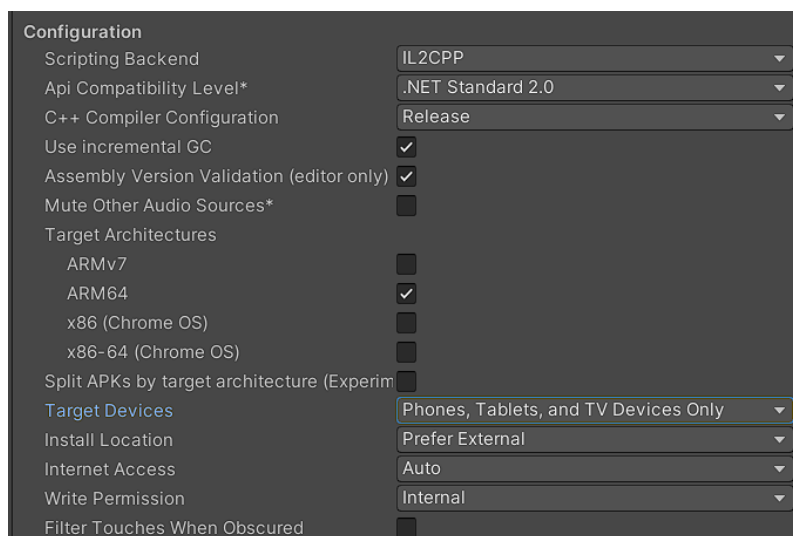 Configuration
Scripting Backend IL2CPP
Api Compatibility Level* .NET Standard 2.0
C++ Compiler Configuration Release
Use incremental GC
Assembly Version Validation (editor only)
Mute Other Audio Sources*
Target Architectures
ARMv7
ARM64
x86 (Chrome OS)
x86-64 (Chrome OS)
Split APKs by target architecture (Experim
Target Devices Phones, Tablets, and TV Devices Only
Install Location Prefer External
Internet Access Auto
Write Permission Internal
Filter Touches When Obscured